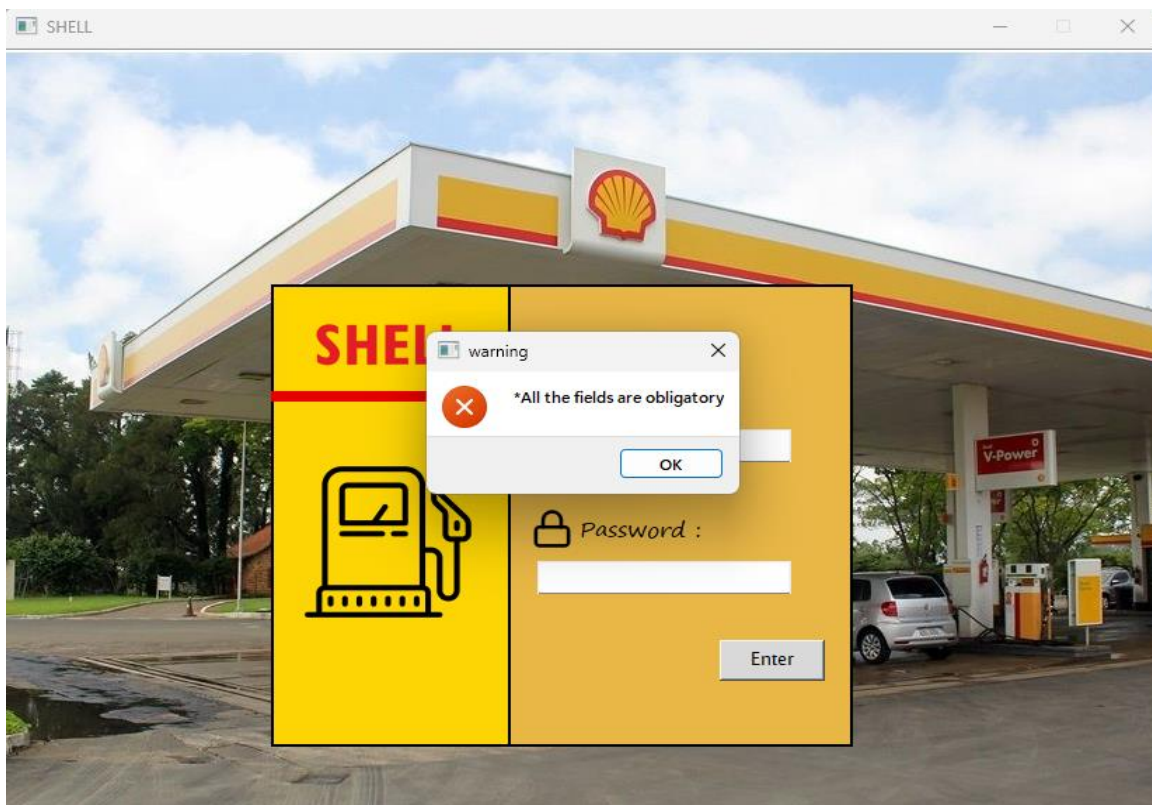 SHELL
SHEL
warning
*All the fields are obligatory
OK
V-Power
Password :
Enter